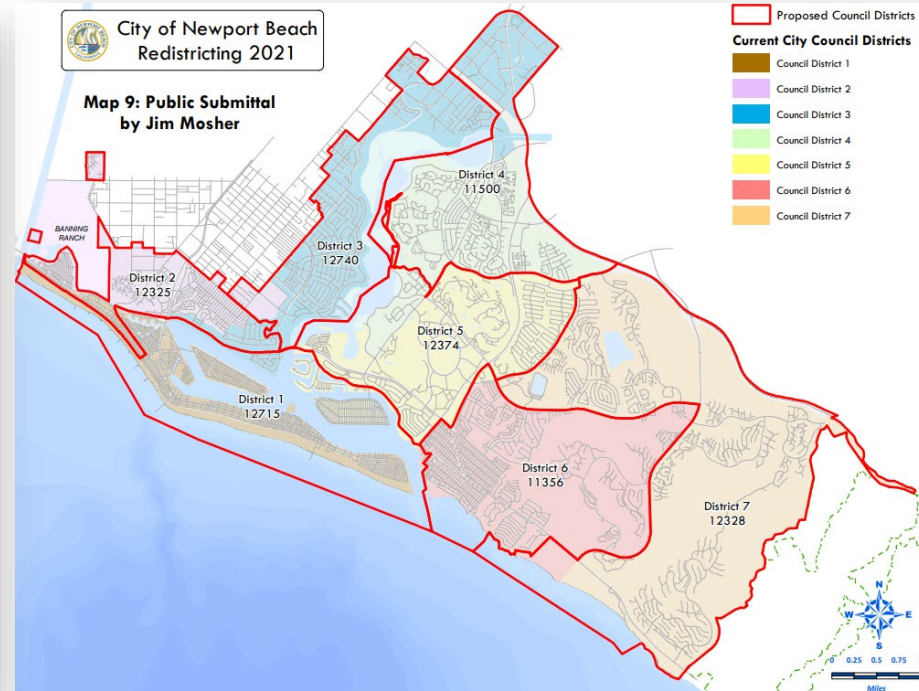 City of Newport Beach
Redistricting 2021
Map 9: Public Submittal
by Jim Mosher
Proposed Council Districts
Current City Council Districts
Council District 1
Council District 2
Council District 3
Council District 4
Council District 5
Council District 6
Council District 7
BANNING
RANCH
District 4
11500
District 3
12740
District 2
12325
District 5
12374
District 1
12715
District 6
11356
District 7
12328
N
W
E
S
0 0.25 0.5 0.75
Miles